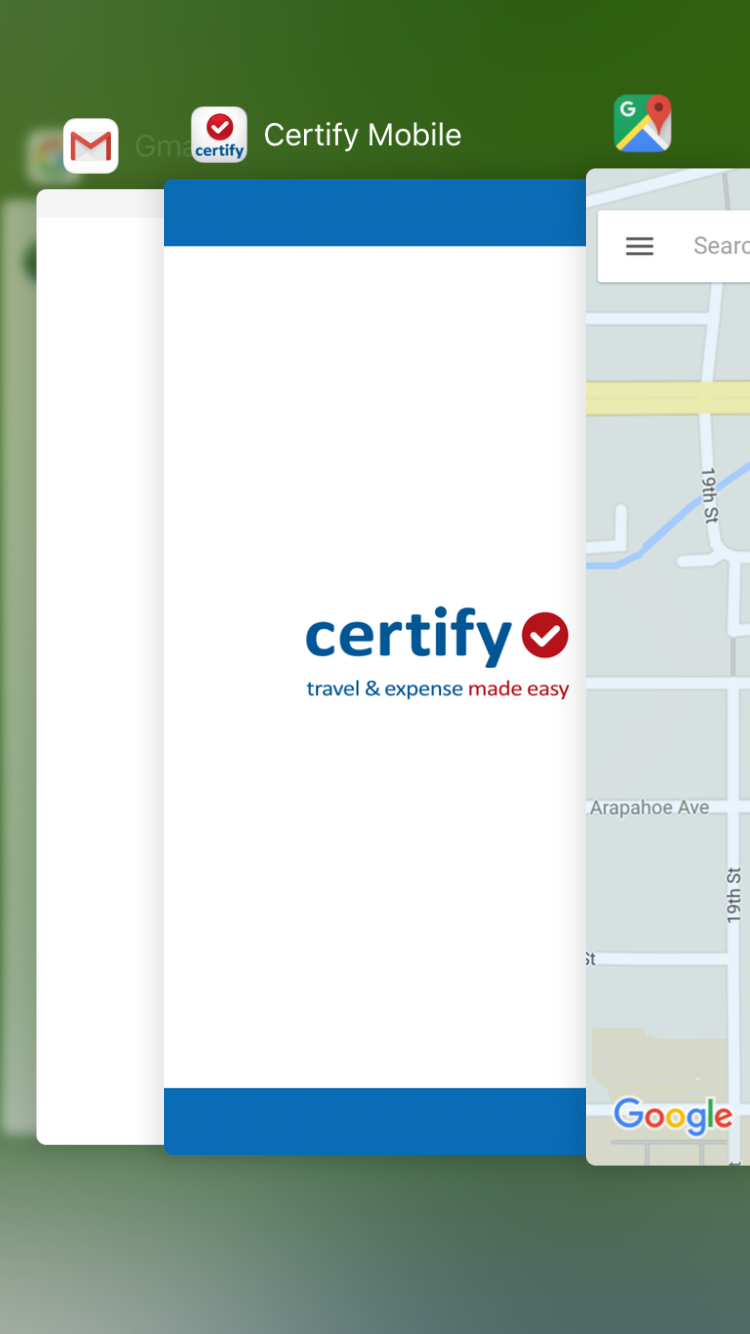 Gma
certify
Certify Mobile
G
Searc
19th St
certify
travel & expense made easy
Arapahoe Ave
19th St
St
Google